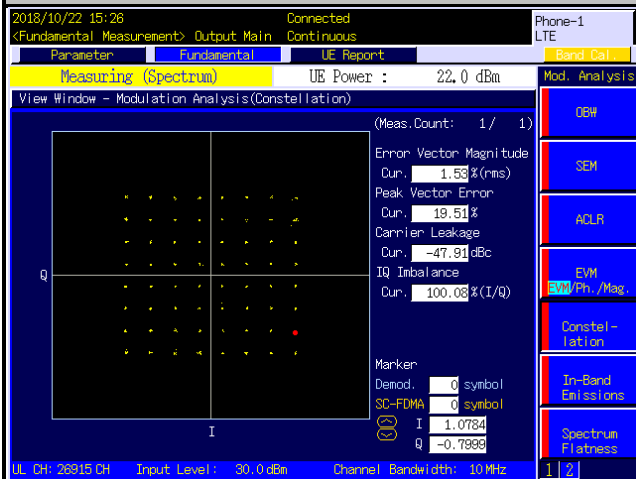 2018/10/22 15:26 Connected
<Fundamental Measurement> Output Main Continuous
Phone-1
LTE
Parameter Fundamental UE Report Band Cal.
Measuring (Spectrum) UE Power : 22.0 dBm Mod. Analysis
View Window - Modulation Analysis(Constellation)
(Meas.Count: 1/ 1)
Error Vector Magnitude
Cur. 1.53 %(rms)
Peak Vector Error
Cur. 19.51 %
Carrier Leakage
Cur. -47.91 dBc
IQ Imbalance
Cur. 100.08 %(I/Q)
Q
I
Marker
Demod. 0 symbol
SC-FDMA 0 symbol
I 1.0784
Q -0.7999
OBW
SEM
ACLR
EVM
EVM/Ph./Mag.
Constel-
lation
In-Band
Emissions
Spectrum
Flatness
UL CH: 26915 CH Input Level: 30.0 dBm Channel Bandwidth: 10 MHz
1 2